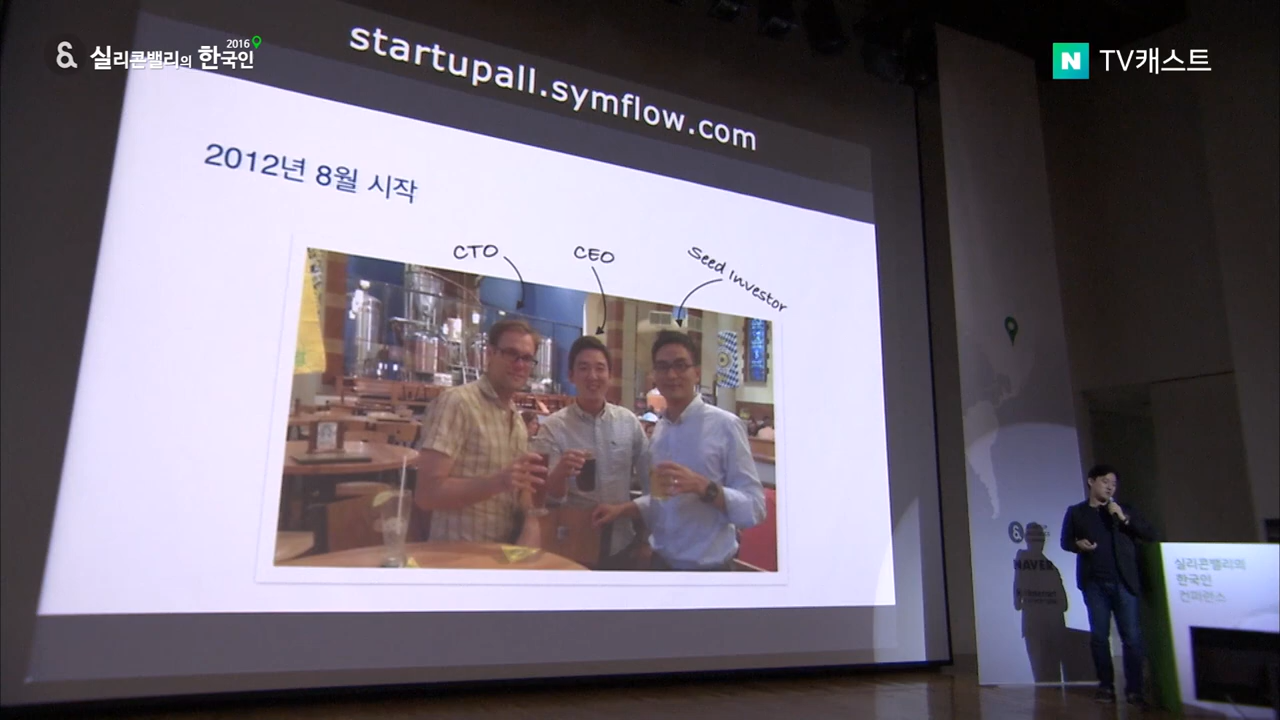 실리콘밸리의 한국인
2016
N TV캐스트
startupall.symflow.com
2012년 8월 시작
CTO
CEO
Seed Investor
NAVER
실리콘밸리의
한국인
컨퍼런스